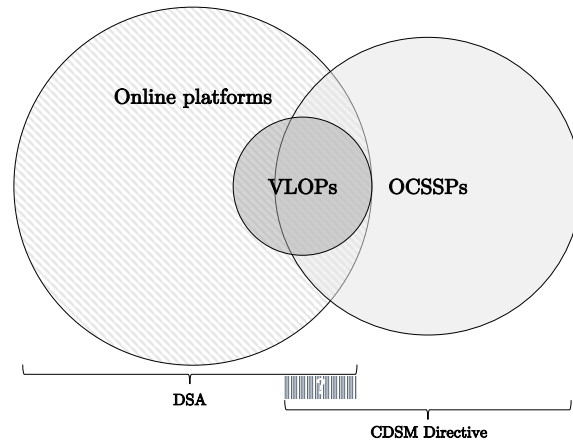 Online platforms
VLOPs
OCSSPs
?
DSA
CDSM Directive